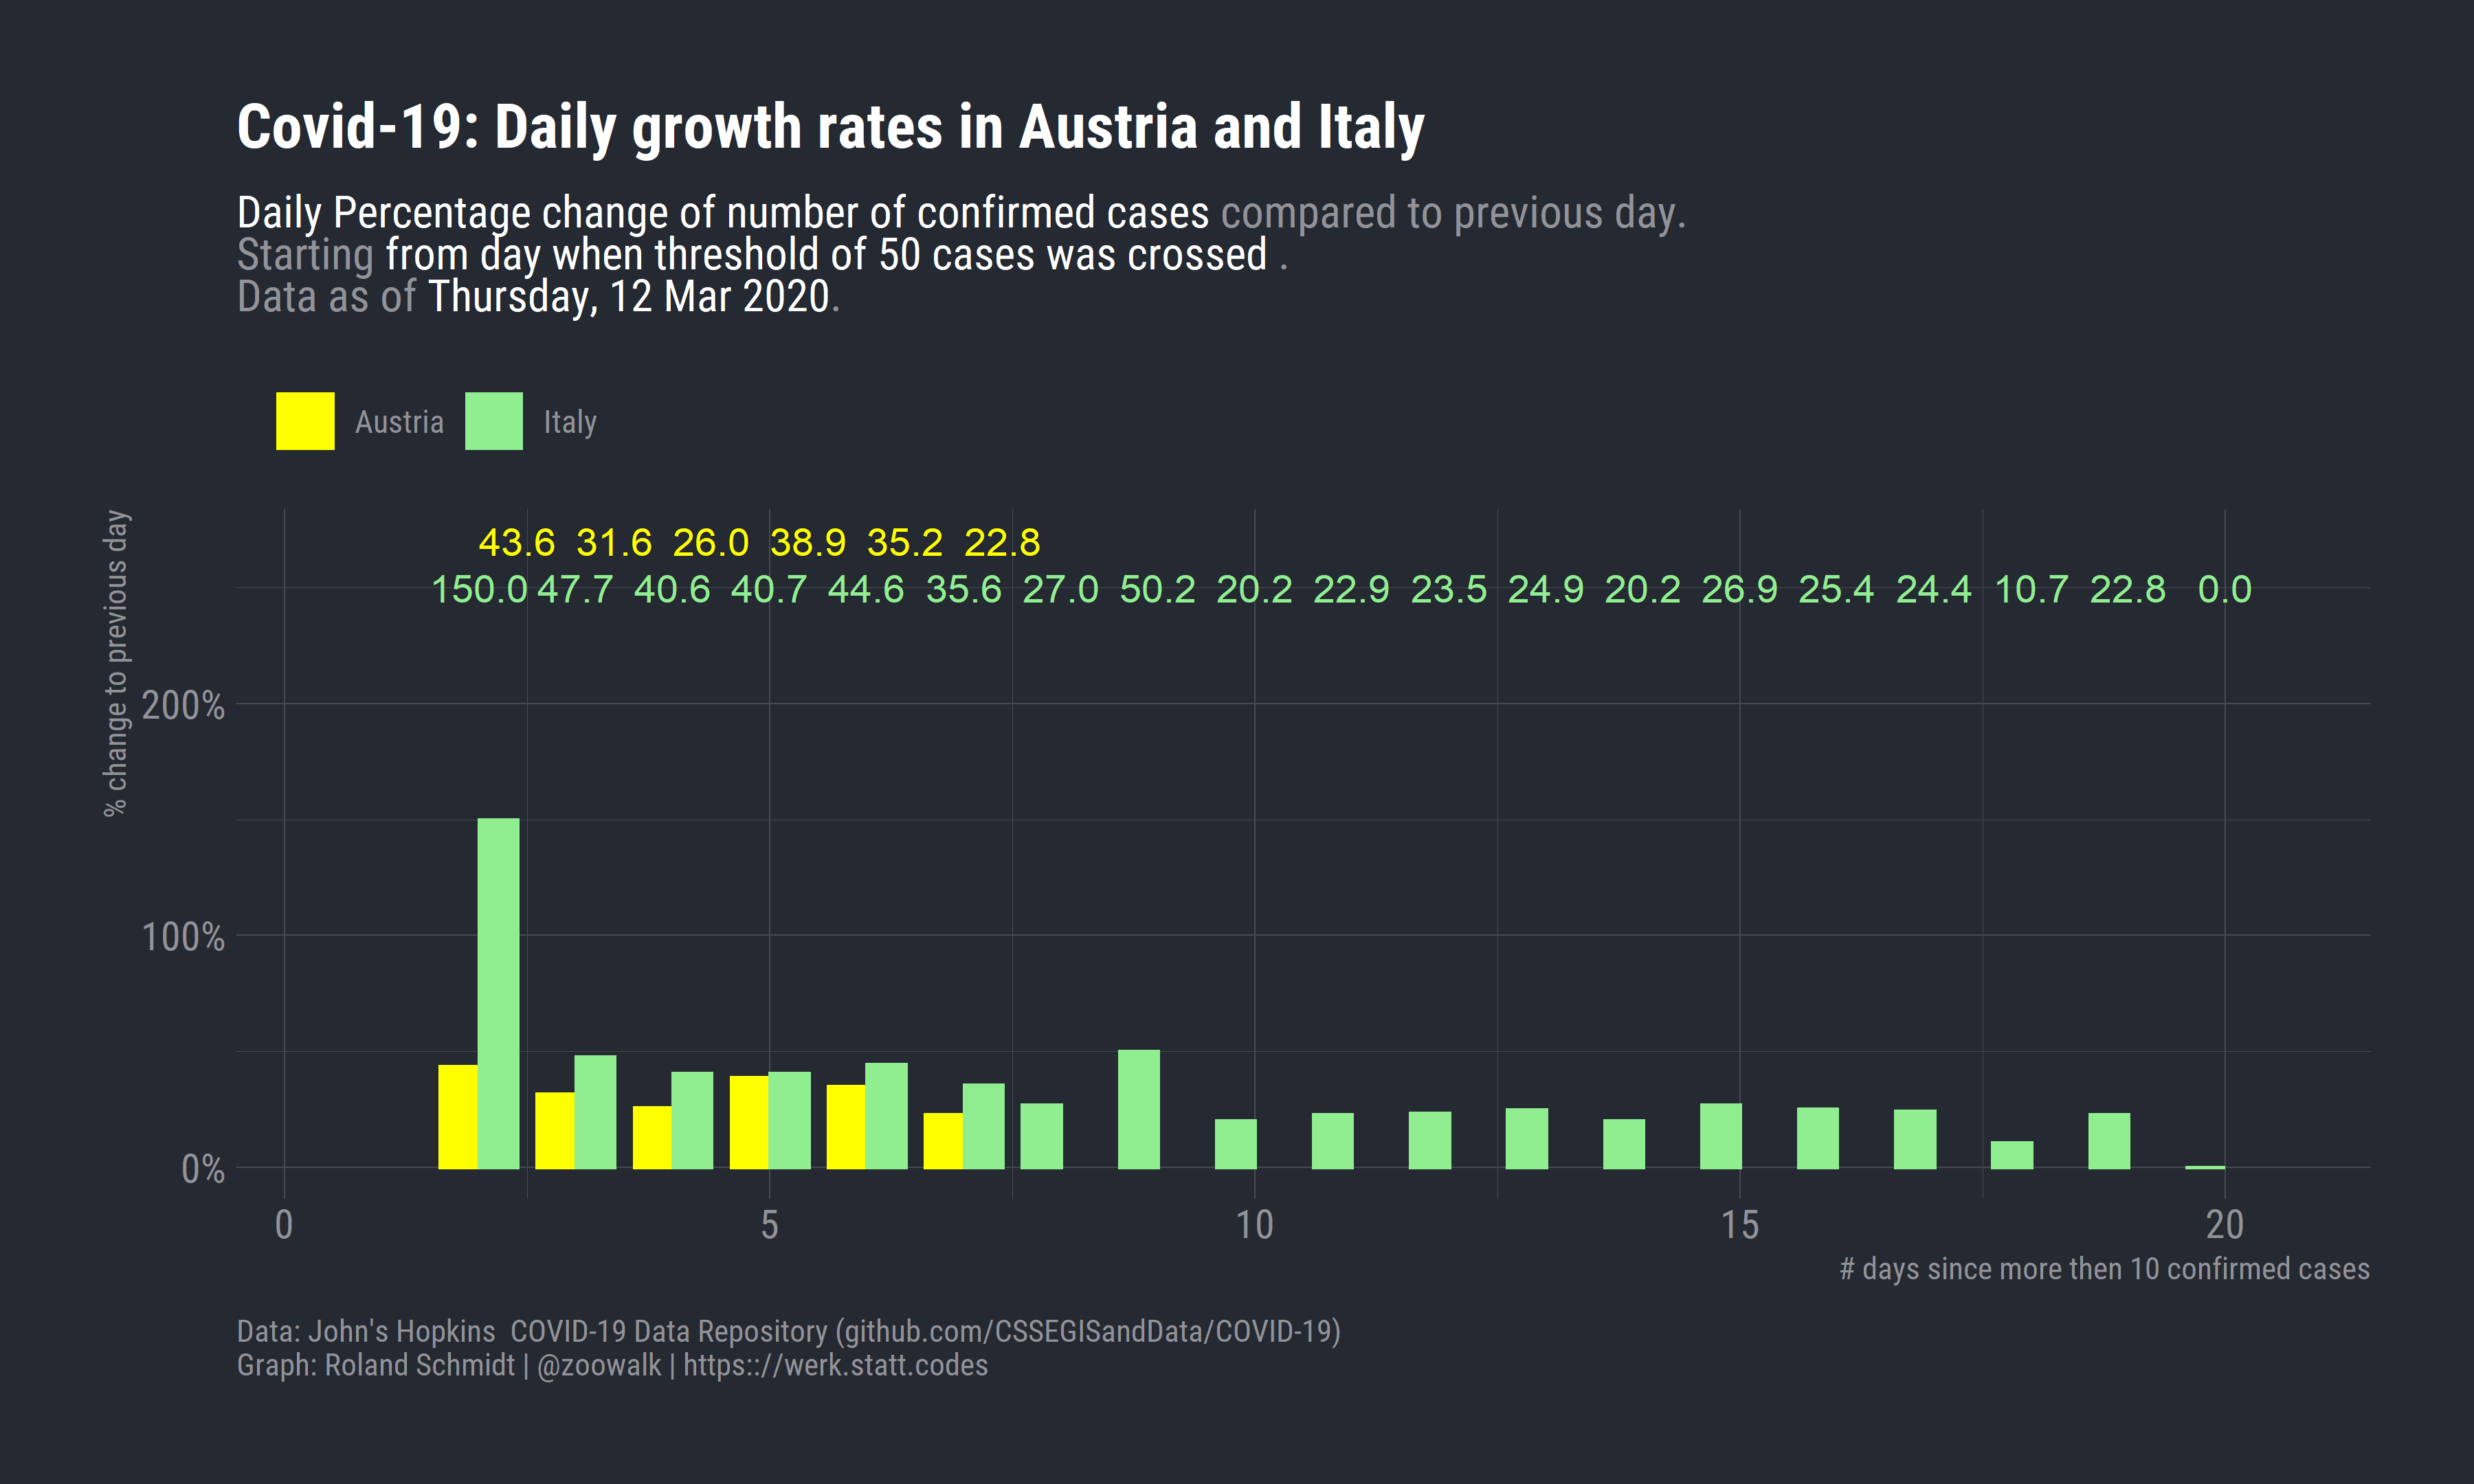 Covid-19: Daily growth rates in Austria and Italy
Daily Percentage change of number of confirmed cases compared to previous day.
Starting from day when threshold of 50 cases was crossed .
Data as of Thursday, 12 Mar 2020.
Austria Italy
% change to previous day
43.6 31.6 26.0 38.9 35.2 22.8
150.0 47.7 40.6 40.7 44.6 35.6 27.0 50.2 20.2 22.9 23.5 24.9 20.2 26.9 25.4 24.4 10.7 22.8 0.0
200%
100%
0%
0 5 10 15 20
# days since more then 10 confirmed cases
Data: John's Hopkins  COVID-19 Data Repository (github.com/CSSEGISandData/COVID-19)
Graph: Roland Schmidt | @zoowalk | https:://werk.statt.codes